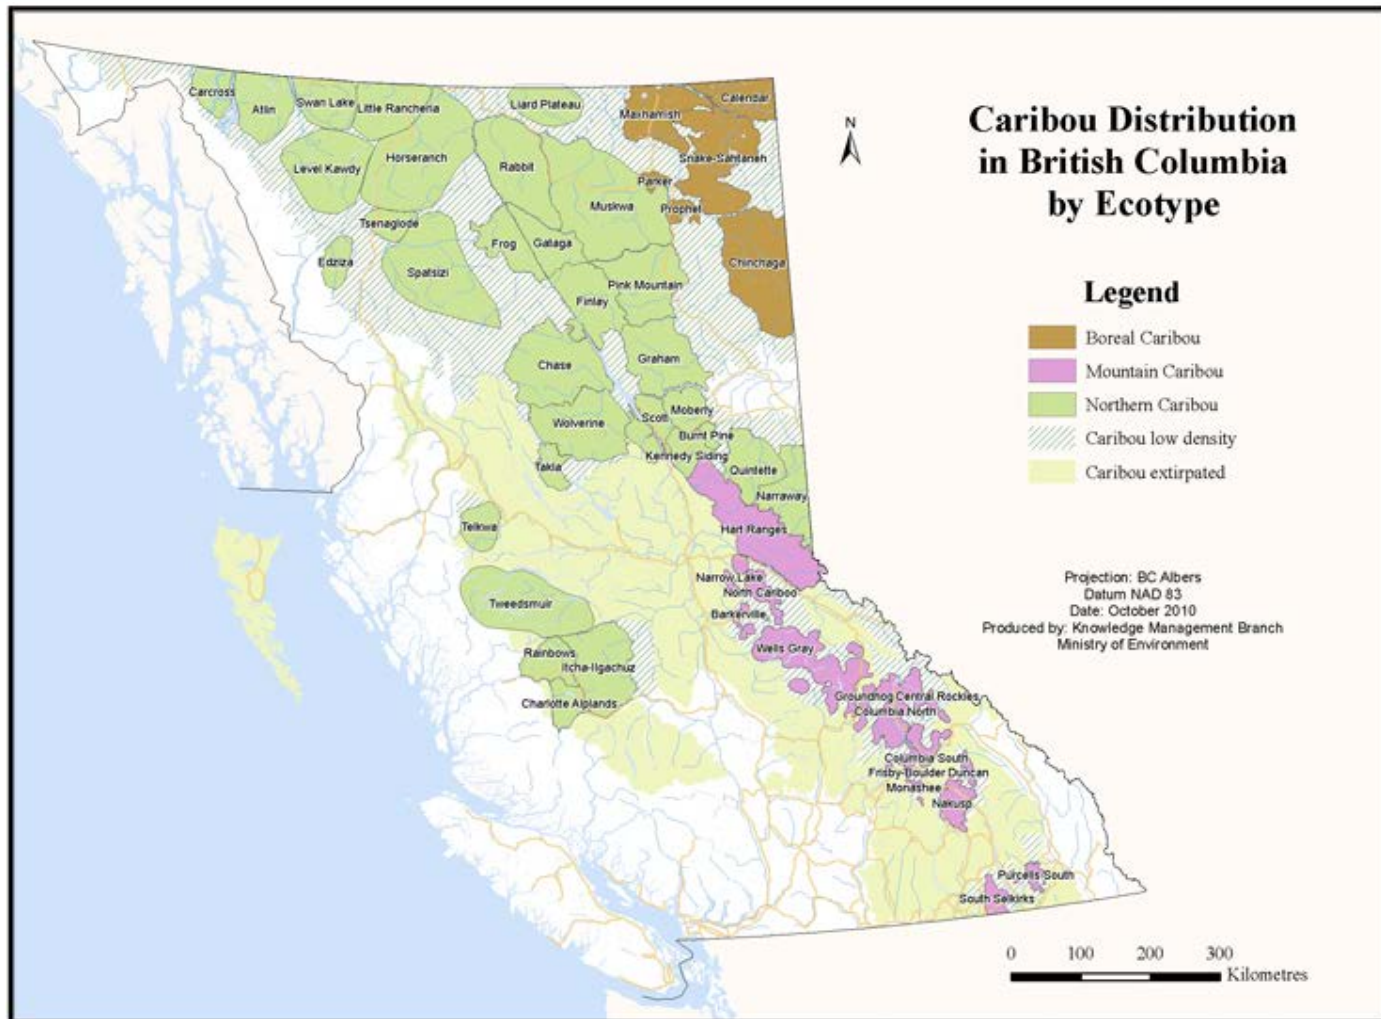 Caribou Distribution
in British Columbia
by Ecotype
N
Legend
Boreal Caribou
Mountain Caribou
Northern Caribou
Caribou low density
Caribou extirpated
Projection: BC Albers
Datum NAD 83
Date: October 2010
Produced by: Knowledge Management Branch
Ministry of Environment
0 100 200 300
Kilometres
Carcross
Atlin
Swan Lake
Little Rancheria
Liard Plateau
Maxhamish
Calendar
Level Kawdy
Horseranch
Rabbit
Snake-Sahtaneh
Parker
Prophet
Muskwa
Tsenaglode
Frog
Gataga
Edziza
Spatsizi
Chinchaga
Pink Mountain
Finlay
Chase
Graham
Scott
Moberly
Wolverine
Burnt Pine
Kennedy Siding
Takla
Quintette
Narraway
Telkwa
Hart Ranges
Narrow Lake
North Cariboo
Barkerville
Tweedsmuir
Wells Gray
Rainbows
Itcha-Ilgachuz
Charlotte Alplands
Groundhog Central Rockies
Columbia North
Columbia South
Frisby-Boulder Duncan
Monashee
Nakusp
Purcells South
South Selkirks